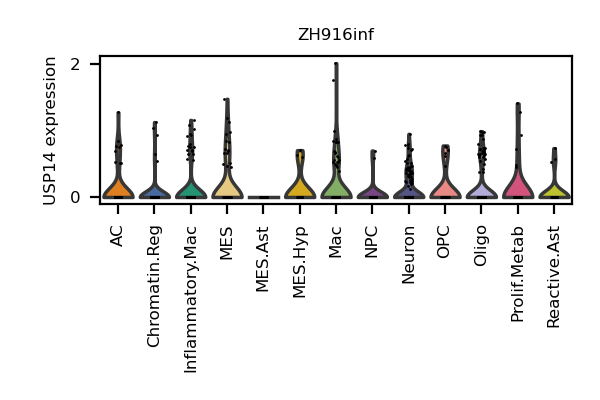 ZH916inf
USP14 expression
2
0
AC
Chromatin.Reg
Inflammatory.Mac
MES
MES.Ast
MES.Hyp
Mac
NPC
Neuron
OPC
Oligo
Prolif.Metab
Reactive.Ast